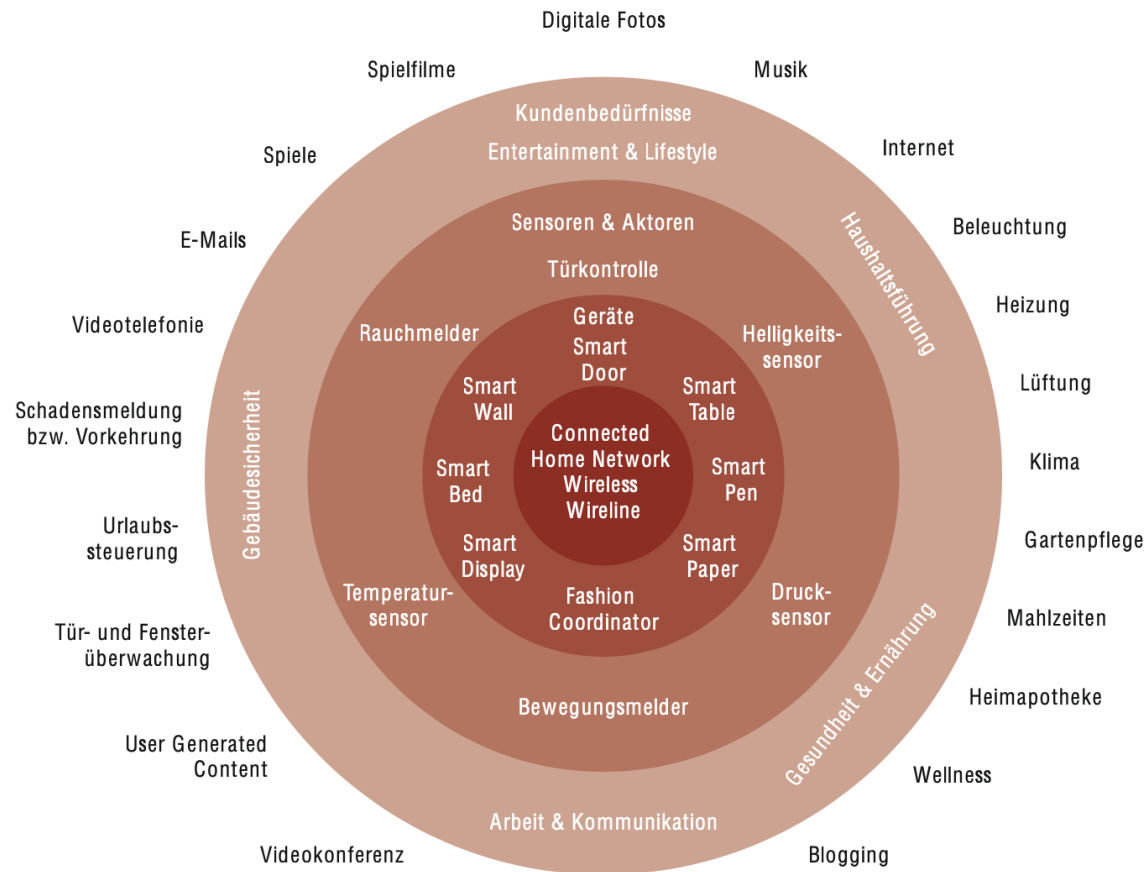 Digitale Fotos
Spielfilme
Musik
Kundenbedürfnisse
Spiele
Entertainment & Lifestyle
Internet
Sensoren & Aktoren
Haushaltsführung
Beleuchtung
E-Mails
Türkontrolle
Heizung
Videotelefonie
Rauchmelder
Geräte
Helligkeits-
sensor
Smart
Door
Smart
Wall
Smart
Table
Lüftung
Schadensmeldung
bzw. Vorkehrung
Gebäudesicherheit
Connected
Home Network
Wireless
Wireline
Smart
Bed
Smart
Pen
Klima
Urlaubs-
steuerung
Smart
Display
Smart
Paper
Gartenpflege
Temperatur-
sensor
Fashion
Coordinator
Druck-
sensor
Mahlzeiten
Tür- und Fenster-
überwachung
Bewegungsmelder
Gesundheit & Ernährung
Heimapotheke
User Generated
Content
Wellness
Arbeit & Kommunikation
Videokonferenz
Blogging